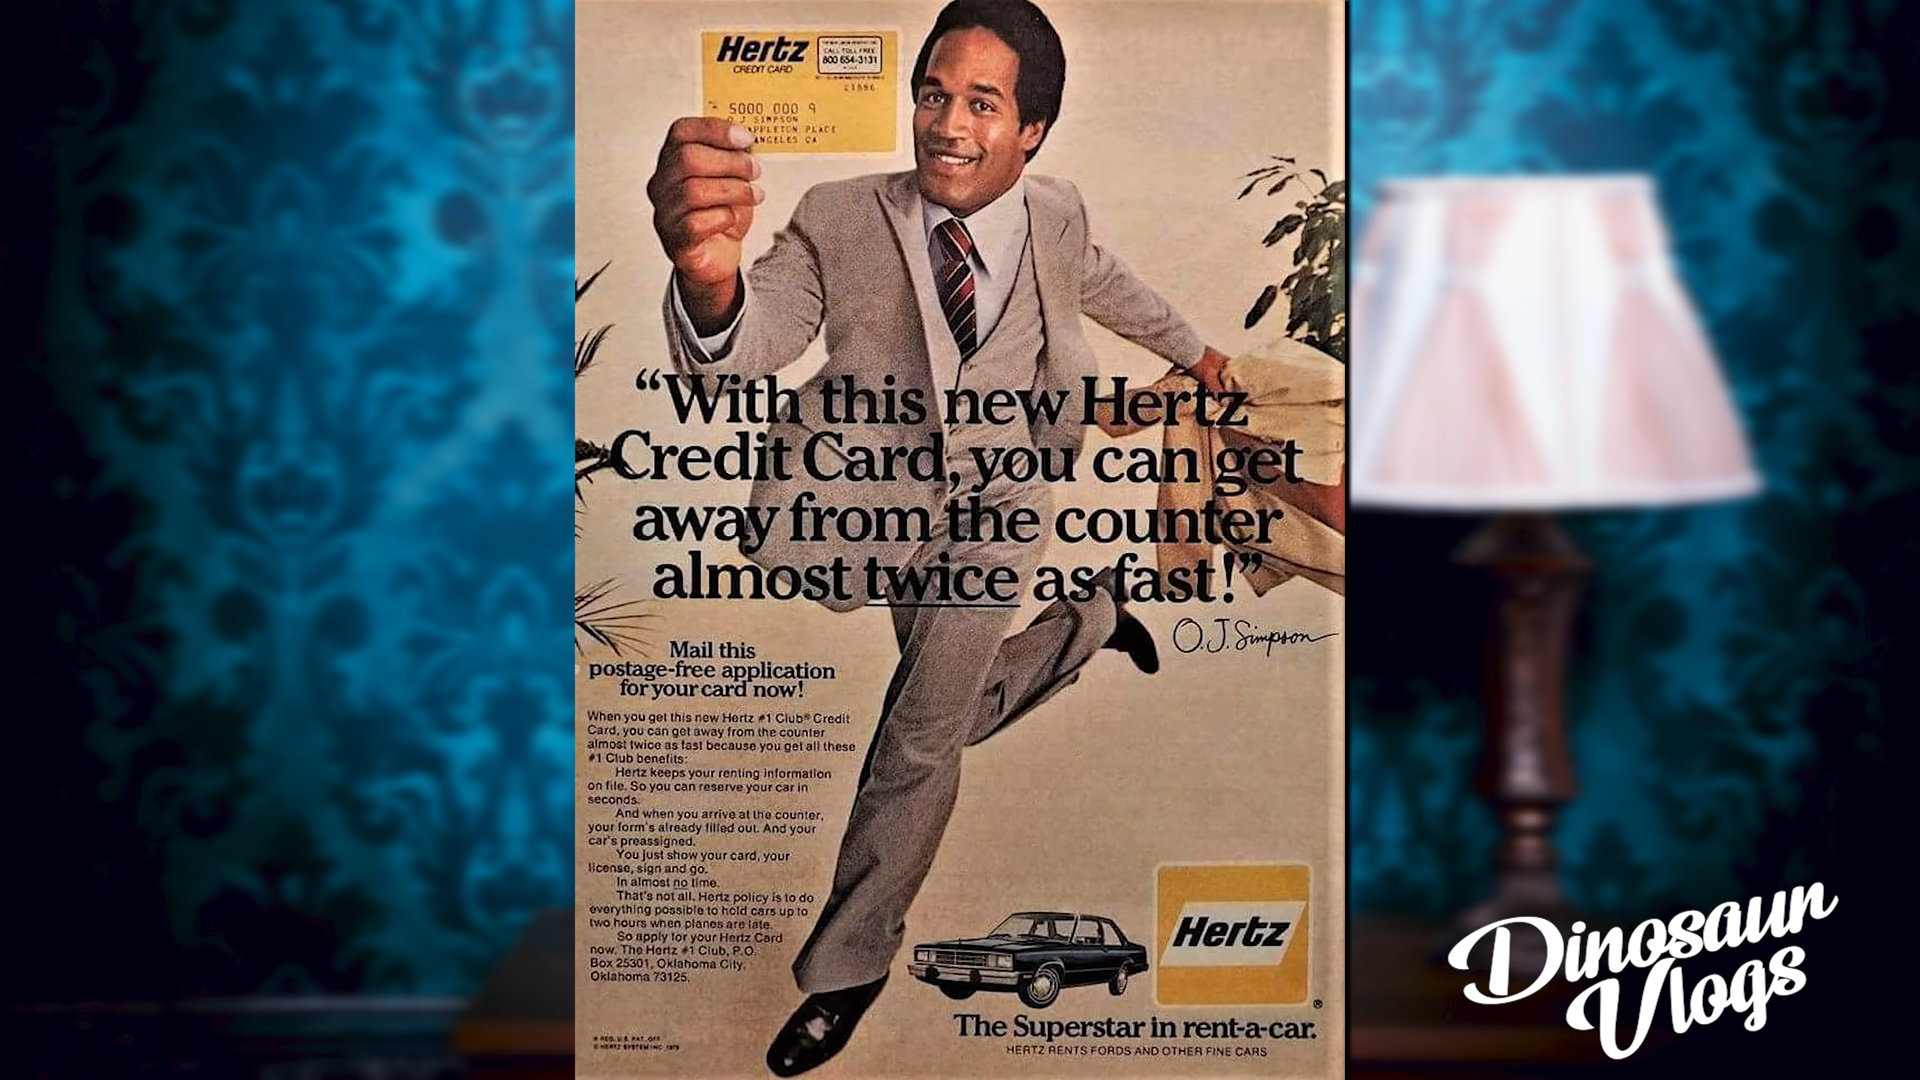 Hertz
CREDIT CARD
CALL TOLL FREE
800 654-3131
21586
5000 000 9
O J SIMPSON
APPLETON PLACE
ANGELES CA
“With this new Hertz
Credit Card, you can get
away from the counter
almost twice as fast!”
O.J. Simpson
Mail this
postage-free application
for your card now!
When you get this new Hertz #1 Club® Credit
Card, you can get away from the counter
almost twice as fast because you get all these
#1 Club benefits:
Hertz keeps your renting information
on file. So you can reserve your car in
seconds.
And when you arrive at the counter,
your form's already filled out. And your
car's preassigned.
You just show your card, your
license, sign and go.
In almost no time.
That's not all. Hertz policy is to do
everything possible to hold cars up to
two hours when planes are late.
So apply for your Hertz Card
now. The Hertz #1 Club, P.O.
Box 25301, Oklahoma City,
Oklahoma 73125.
Hertz
®
The Superstar in rent-a-car.
HERTZ RENTS FORDS AND OTHER FINE CARS
® REG. U.S. PAT. OFF.
© HERTZ SYSTEM INC.
Dinosaur
Vlogs